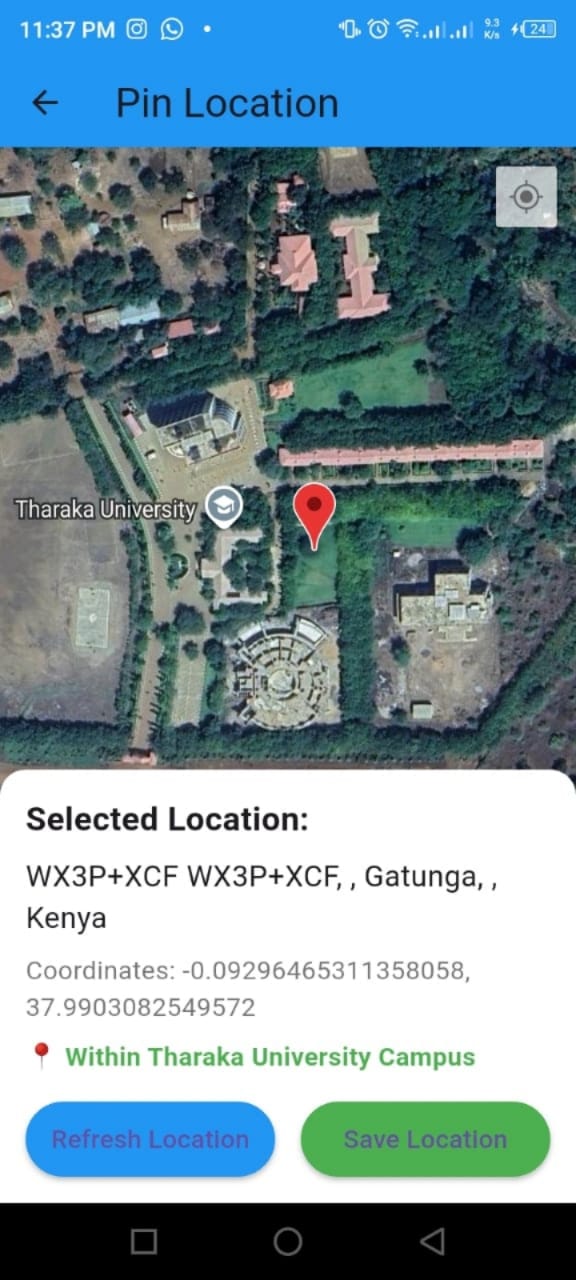 11:37 PM 9.3 K/s 24
Pin Location
Tharaka University
Selected Location:
WX3P+XCF WX3P+XCF, , Gatunga, ,
Kenya
Coordinates: -0.09296465311358058,
37.9903082549572
Within Tharaka University Campus
Refresh Location
Save Location